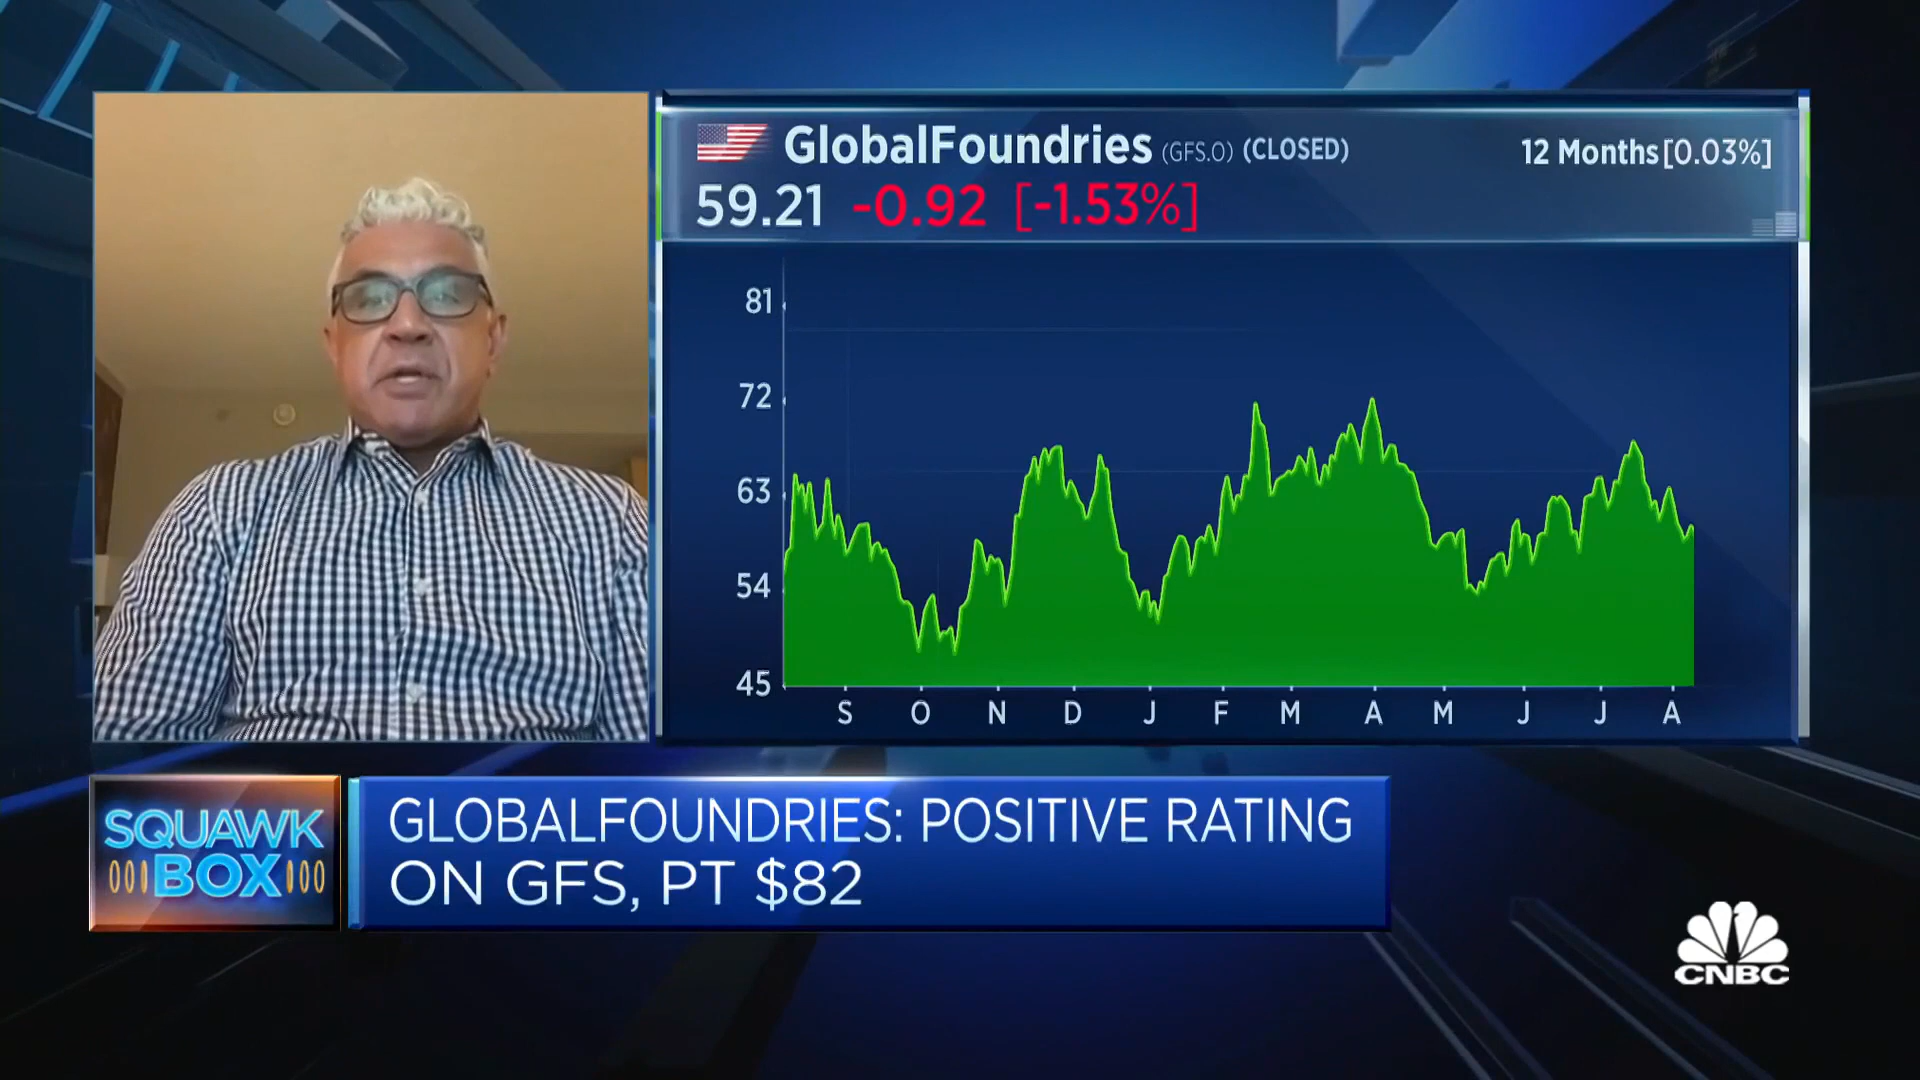 GlobalFoundries (GFS.O) (CLOSED) 12 Months [0.03%]
59.21 -0.92 [-1.53%]
81
72
63
54
45
S O N D J F M A M J J A
SQUAWK
BOX
GLOBALFOUNDRIES: POSITIVE RATING
ON GFS, PT $82
CNBC